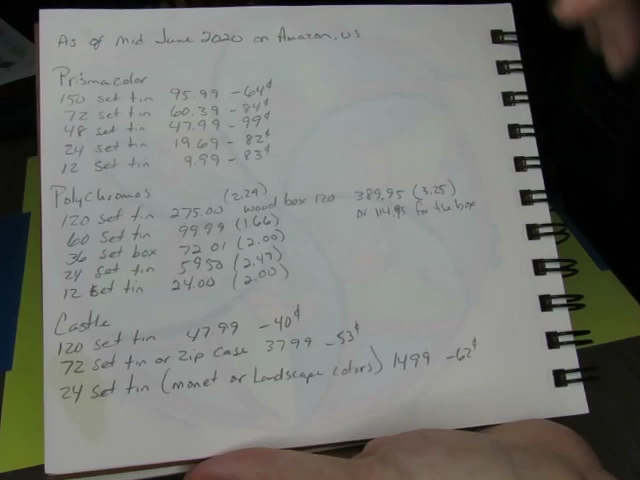 As of mid June 2020 on Amazon.us
Prismacolor
150 set tin 95.99 - 64¢
72 set tin 60.39 - 84¢
48 set tin 47.99 - 99¢
24 set tin 19.69 - 82¢
12 set tin 9.99 - 83¢
Polychromos
120 set tin 275.00 (2.29) wood box 120 389.95 (3.25)
or 114.95 for the box
60 set tin 99.99 (1.66)
36 set box 72.01 (2.00)
24 set tin 59.50 (2.47)
12 set tin 24.00 (2.00)
Castle
120 set tin 47.99 - 40¢
72 set tin or zip case 37.99 - 53¢
24 set tin (monet or Landscape colors) 14.99 - 62¢